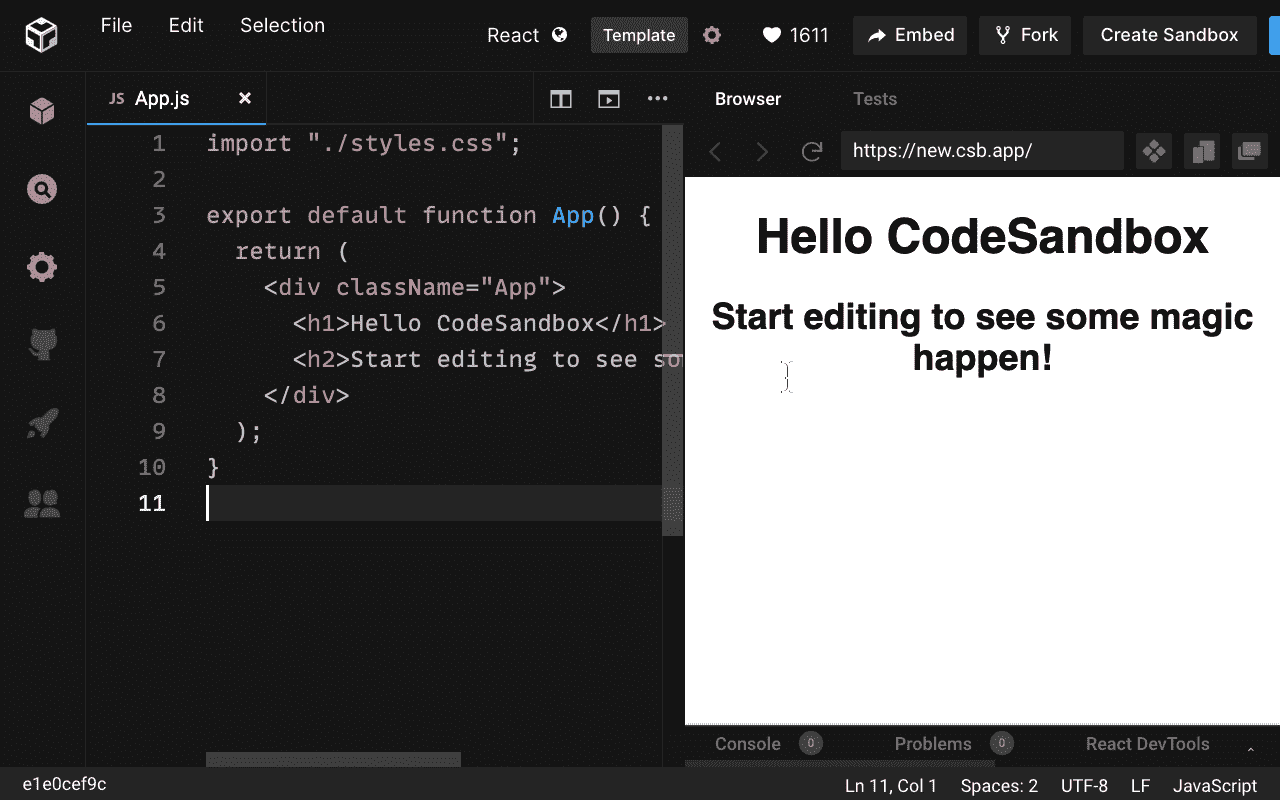 File Edit Selection React Template 1611 Embed Fork Create Sandbox
JS App.js
1 import "./styles.css";
2
3 export default function App() {
4 return (
5 <div className="App">
6 <h1>Hello CodeSandbox</h1>
7 <h2>Start editing to see so
8 </div>
9 );
10 }
11
Browser Tests
https://new.csb.app/
Hello CodeSandbox
Start editing to see some magic
happen!
Console 0 Problems 0 React DevTools
e1e0cef9c Ln 11, Col 1 Spaces: 2 UTF-8 LF JavaScript